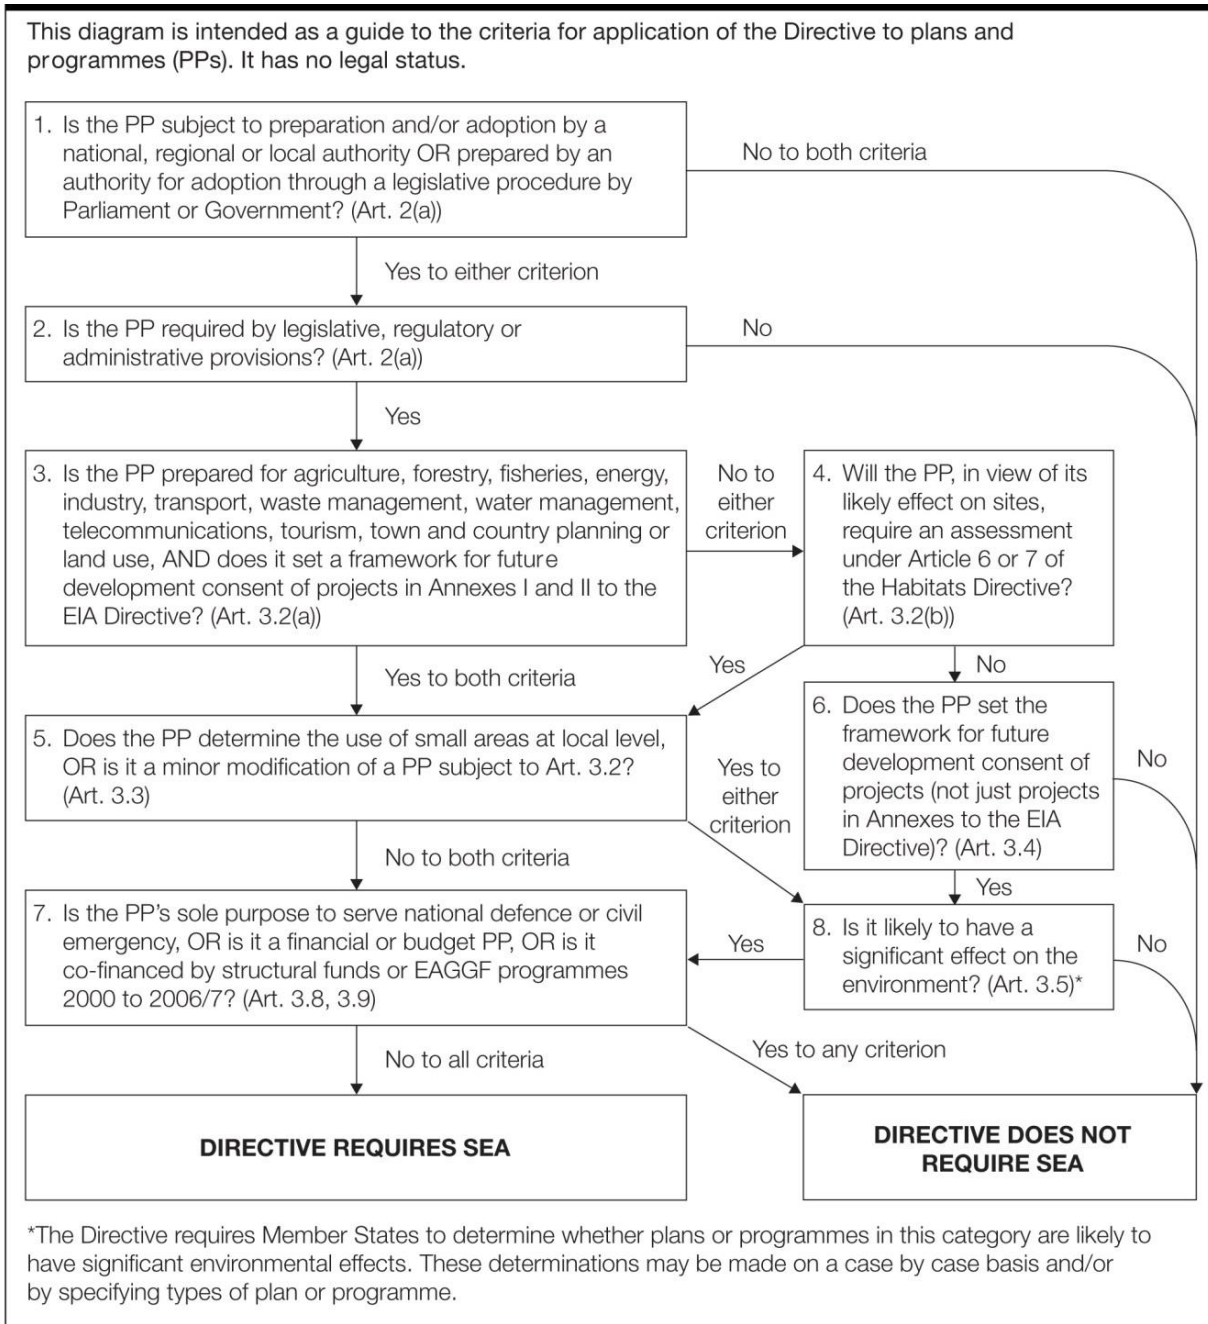 This diagram is intended as a guide to the criteria for application of the Directive to plans and
programmes (PPs). It has no legal status.
1. Is the PP subject to preparation and/or adoption by a
national, regional or local authority OR prepared by an
authority for adoption through a legislative procedure by
Parliament or Government? (Art. 2(a))
No to both criteria
Yes to either criterion
2. Is the PP required by legislative, regulatory or
administrative provisions? (Art. 2(a))
No
Yes
3. Is the PP prepared for agriculture, forestry, fisheries, energy,
industry, transport, waste management, water management,
telecommunications, tourism, town and country planning or
land use, AND does it set a framework for future
development consent of projects in Annexes I and II to the
EIA Directive? (Art. 3.2(a))
No to
either
criterion
4. Will the PP, in view of its
likely effect on sites,
require an assessment
under Article 6 or 7 of
the Habitats Directive?
(Art. 3.2(b))
Yes to both criteria
Yes
No
5. Does the PP determine the use of small areas at local level,
OR is it a minor modification of a PP subject to Art. 3.2?
(Art. 3.3)
Yes to
either
criterion
6. Does the PP set the
framework for future
development consent of
projects (not just projects
in Annexes to the EIA
Directive)? (Art. 3.4)
No
No to both criteria
Yes
7. Is the PP's sole purpose to serve national defence or civil
emergency, OR is it a financial or budget PP, OR is it
co-financed by structural funds or EAGGF programmes
2000 to 2006/7? (Art. 3.8, 3.9)
Yes
8. Is it likely to have a
significant effect on the
environment? (Art. 3.5)*
No
No to all criteria
Yes to any criterion
DIRECTIVE REQUIRES SEA
DIRECTIVE DOES NOT
REQUIRE SEA
*The Directive requires Member States to determine whether plans or programmes in this category are likely to
have significant environmental effects. These determinations may be made on a case by case basis and/or
by specifying types of plan or programme.